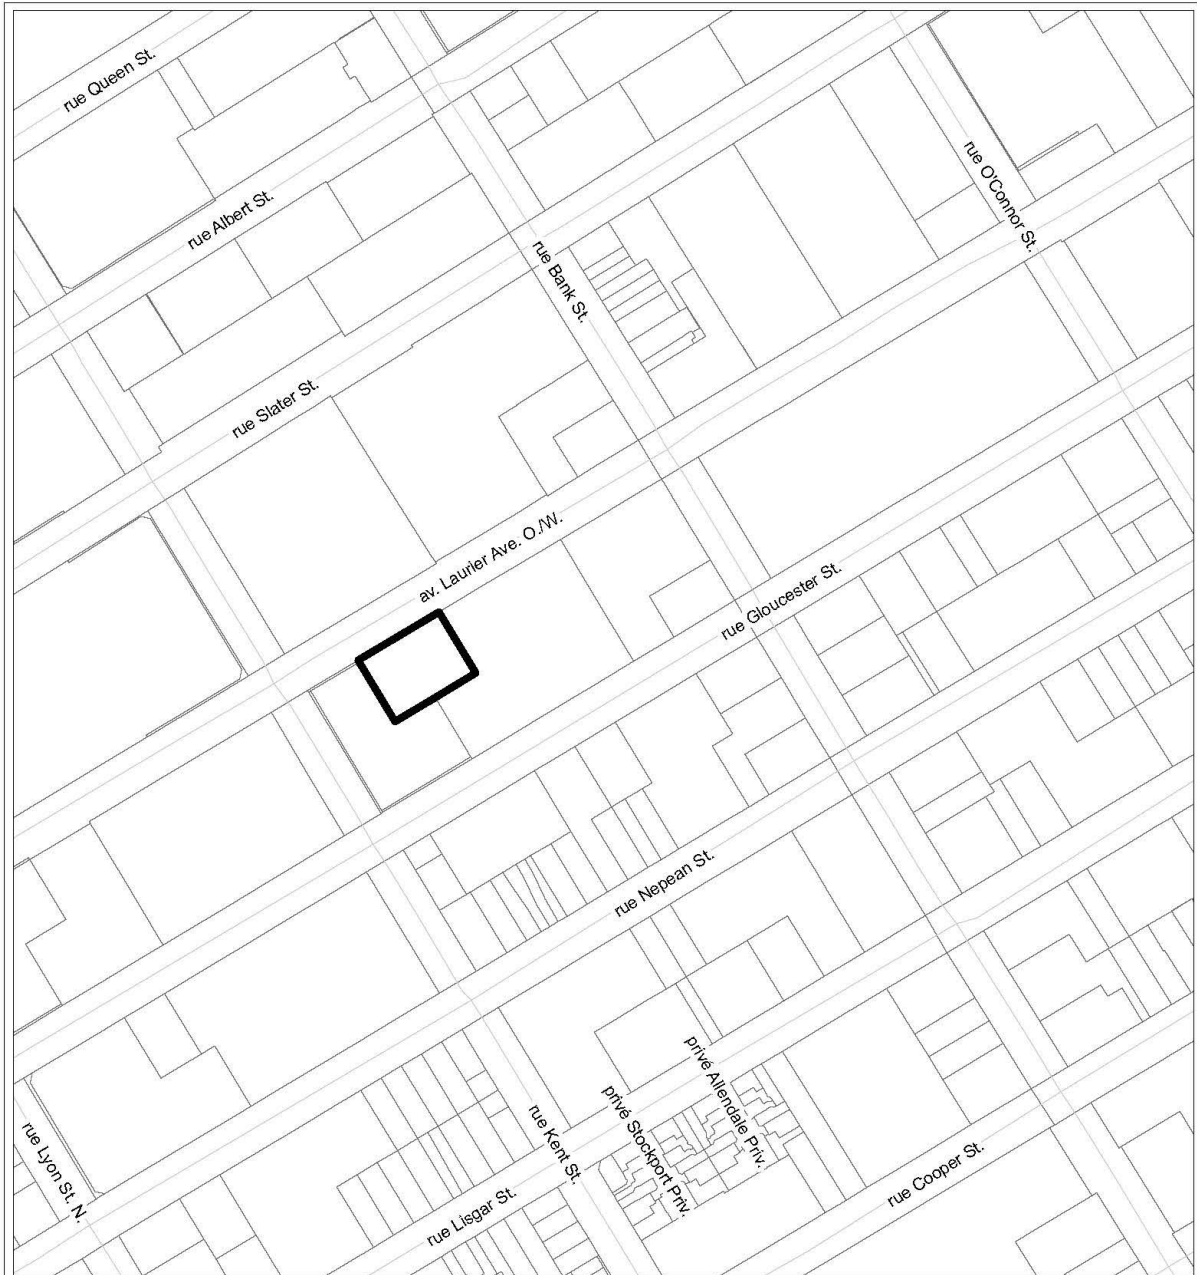 rue Queen St.
rue Albert St.
rue O'Connor St.
rue Bank St.
rue Slater St.
av. Laurier Ave. O./W.
rue Gloucester St.
rue Nepean St.
privé Allendale Priv.
privé Stockport Priv.
rue Kent St.
rue Lyon St. N.
rue Cooper St.
rue Lisgar St.